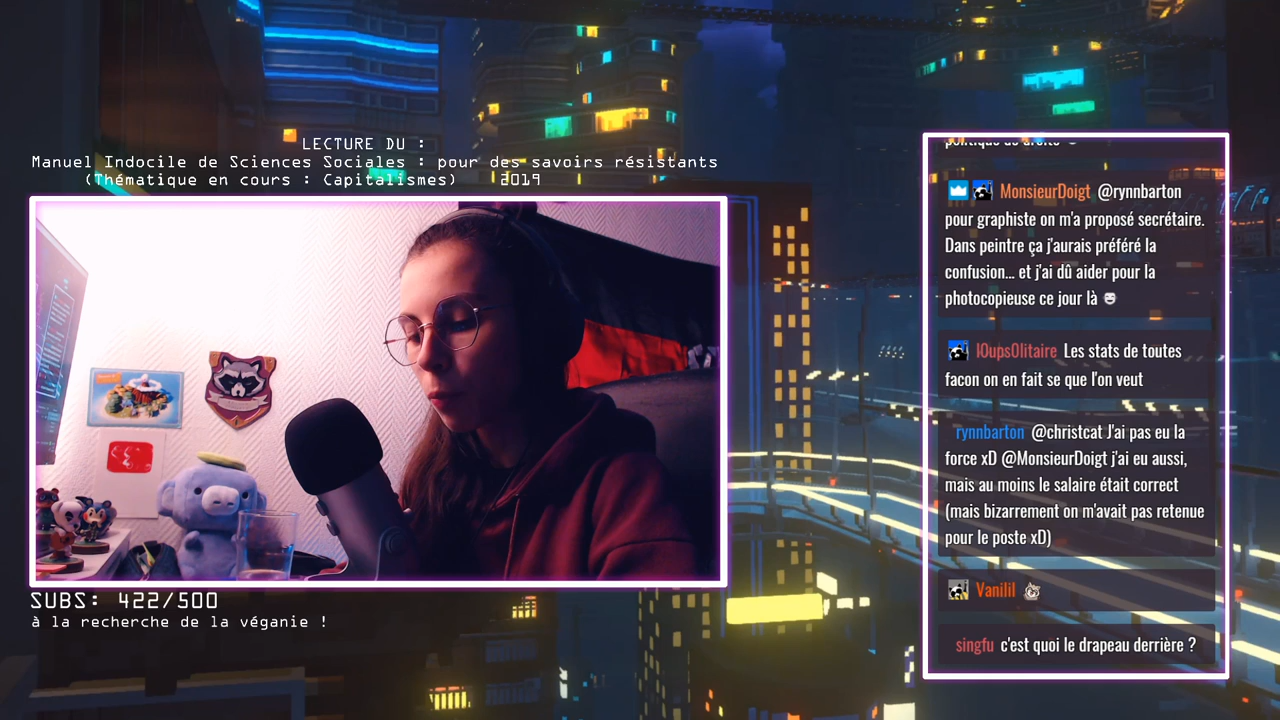 LECTURE DU :
Manuel Indocile de Sciences Sociales : pour des savoirs résistants
(Thématique en cours : Capitalismes) 2019
SUBS: 422/500
à la recherche de la véganie !
politique de droite
MonsieurDoigt @rynnbarton
pour graphiste on m'a proposé secrétaire.
Dans peintre ça j'aurais préféré la
confusion... et j'ai dû aider pour la
photocopieuse ce jour là
l0ups0litaire Les stats de toutes
facon on en fait se que l'on veut
rynnbarton @christcat J'ai pas eu la
force xD @MonsieurDoigt j'ai eu aussi,
mais au moins le salaire était correct
(mais bizarrement on m'avait pas retenue
pour le poste xD)
Vanilil
singfu c'est quoi le drapeau derrière ?